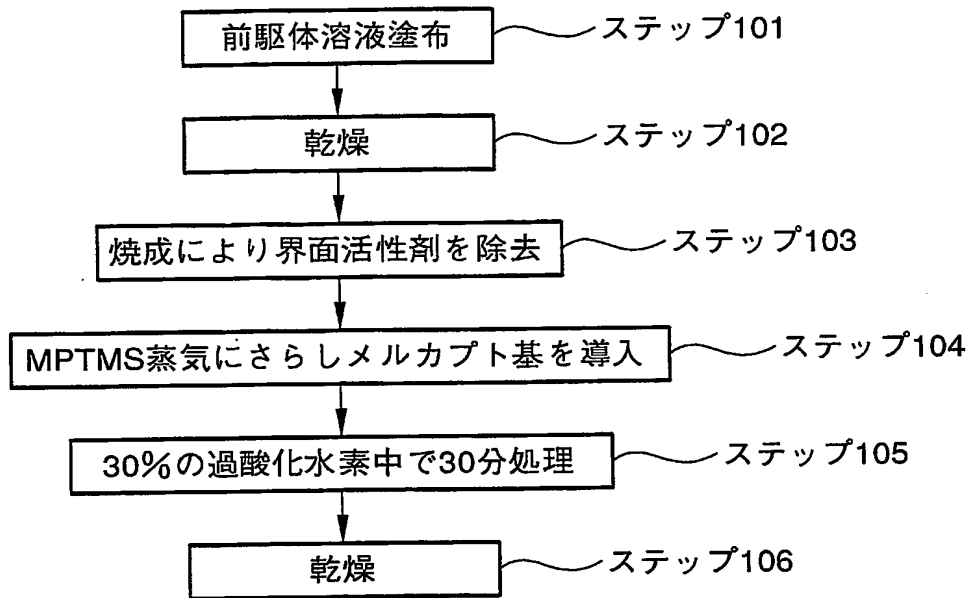 前駆体溶液塗布
ステップ101
乾燥
ステップ102
焼成により界面活性剤を除去
ステップ103
MPTMS蒸気にさらしメルカプト基を導入
ステップ104
30%の過酸化水素中で30分処理
ステップ105
乾燥
ステップ106